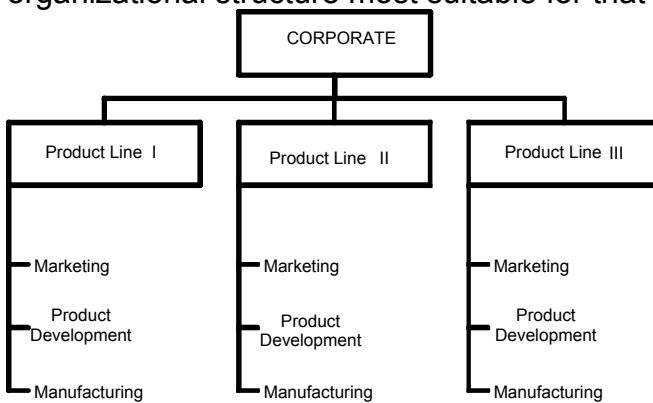 organizational structure most suitable for that
CORPORATE
Product Line I
Product Line II
Product Line III
Marketing
Marketing
Marketing
Product
Development
Product
Development
Product
Development
Manufacturing
Manufacturing
Manufacturing